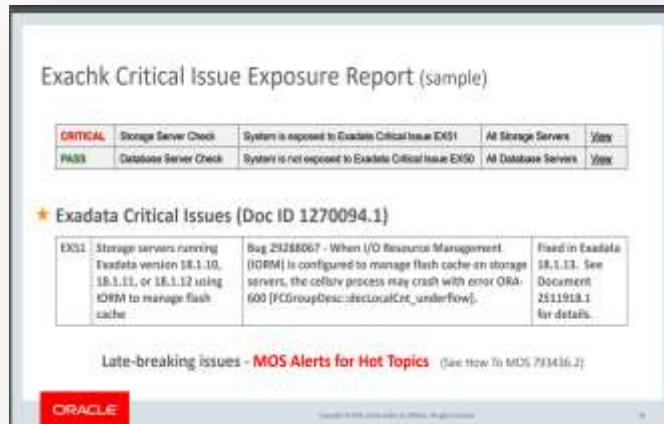 Exachk Critical Issue Exposure Report (sample)
CRITICAL Storage Server Check System is exposed to Exadata Critical Issue EX51 All Storage Servers View
PASS Database Server Check System is not exposed to Exadata Critical Issue EX50 All Database Servers View
★ Exadata Critical Issues (Doc ID 1270094.1)
EX51 Storage servers running Bug 29288067 - When I/O Resource Management Fixed in Exadata
Exadata version 18.1.10, (IORM) is configured to manage flash cache on storage 18.1.13. See
18.1.11, or 18.1.12 using servers, the cellsrv process may crash with error ORA- Document
IORM to manage flash 600 [FCGroupDesc::decLocalCnt_underflow]. 2511918.1
cache for details.
Late-breaking issues - MOS Alerts for Hot Topics (See How To MOS 793436.2)
ORACLE